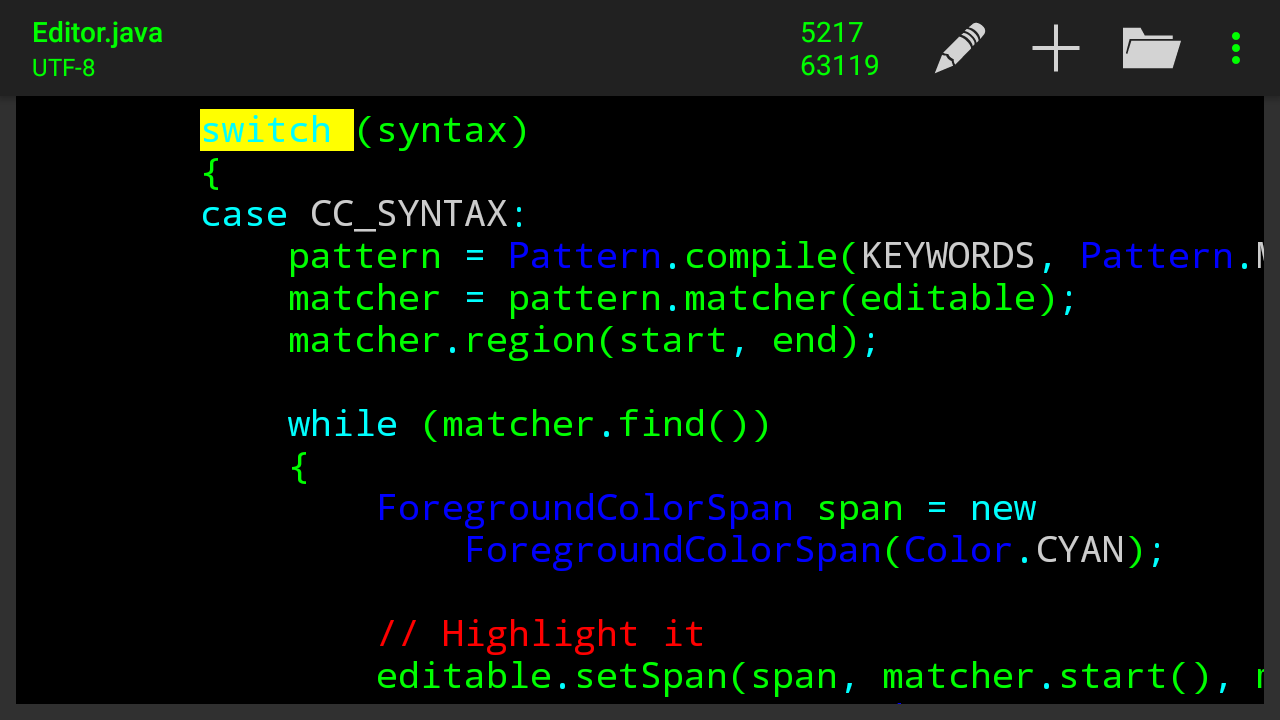 Editor.java
UTF-8
5217
63119
switch (syntax)
{
case CC_SYNTAX:
pattern = Pattern.compile(KEYWORDS, Pattern.
matcher = pattern.matcher(editable);
matcher.region(start, end);
while (matcher.find())
{
ForegroundColorSpan span = new
ForegroundColorSpan(Color.CYAN);
// Highlight it
editable.setSpan(span, matcher.start(),